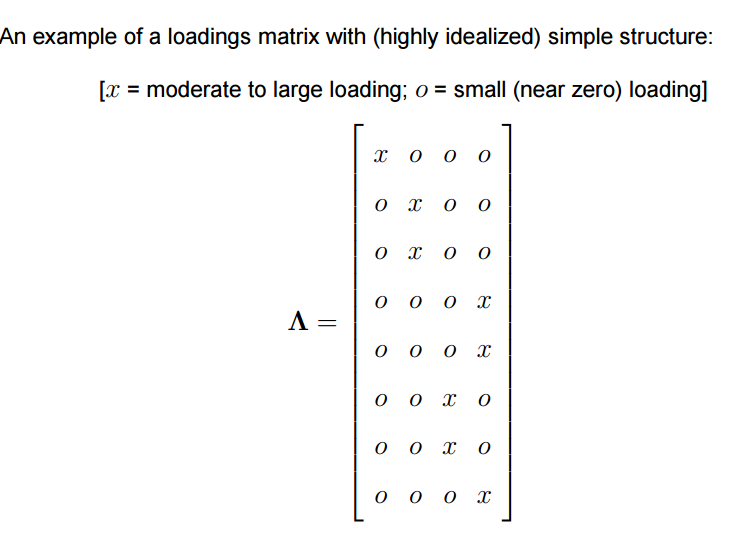 An example of a loadings matrix with (highly idealized) simple structure:
[x = moderate to large loading; o = small (near zero) loading]
x o o o
o x o o
o x o o
o o o x
Λ =
o o o x
o o x o
o o x o
o o o x